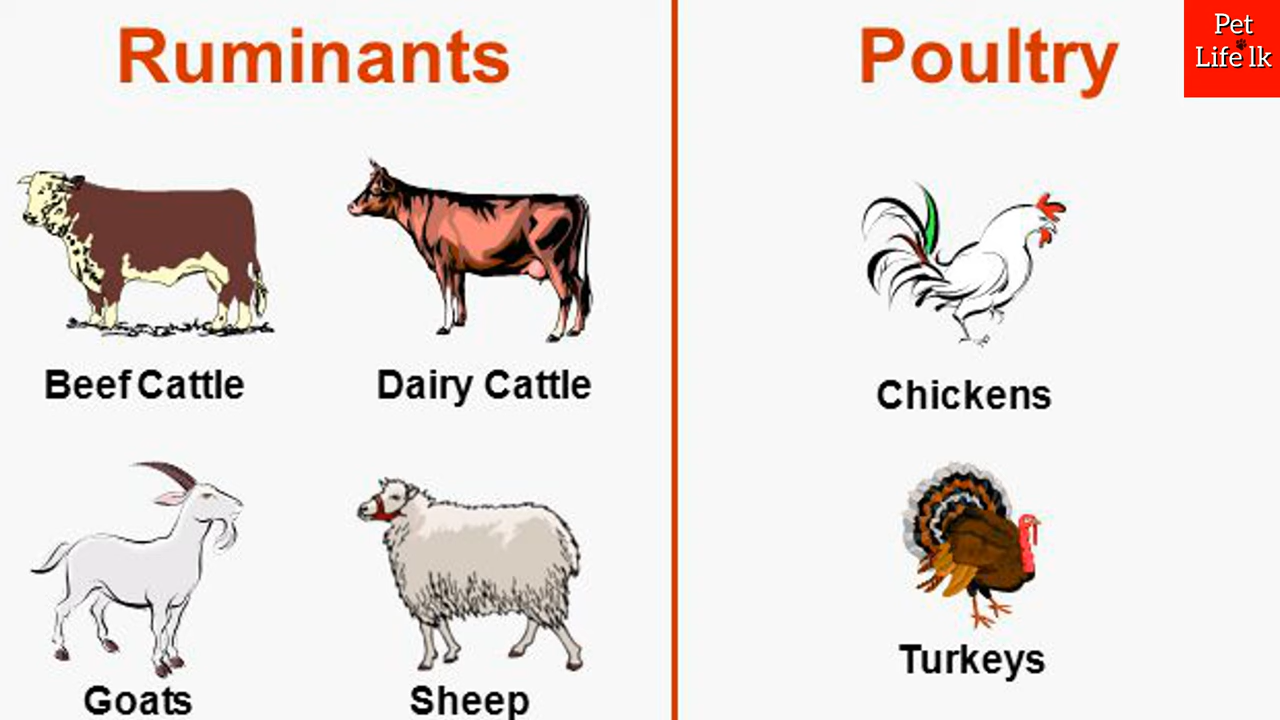 Ruminants
Poultry
Pet
Life lk
Beef Cattle
Dairy Cattle
Chickens
Goats
Sheep
Turkeys